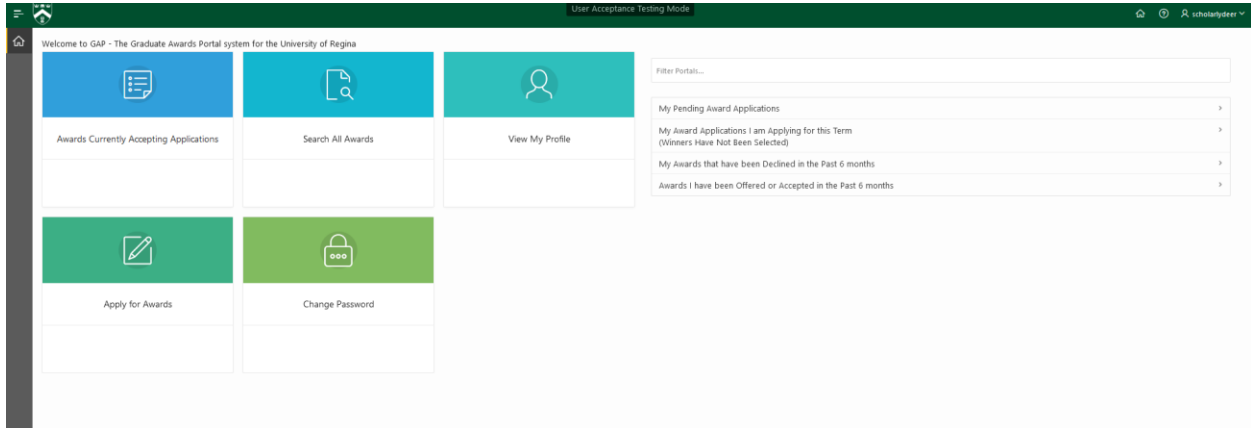 User Acceptance Testing Mode
scholarlydeer
Welcome to GAP - The Graduate Awards Portal system for the University of Regina
Awards Currently Accepting Applications
Search All Awards
View My Profile
Apply for Awards
Change Password
Filter Portals...
My Pending Award Applications
My Award Applications I am Applying for this Term
(Winners Have Not Been Selected)
My Awards that have been Declined in the Past 6 months
Awards I have been Offered or Accepted in the Past 6 months